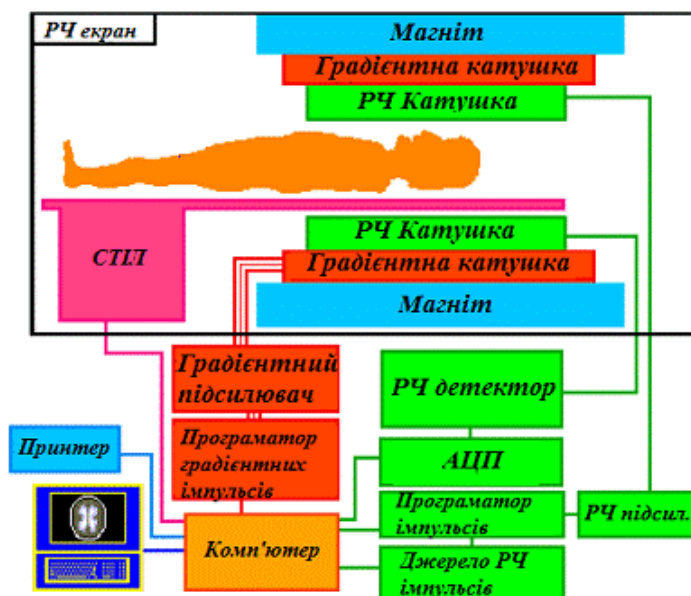 РЧ екран
Магніт
Градієнтна катушка
РЧ Катушка
СТІЛ
РЧ Катушка
Градієнтна катушка
Магніт
Градієнтний
підсилювач
РЧ детектор
Принтер
Програматор
градієнтних
імпульсів
АЦП
Програматор
імпульсів
РЧ підсил.
Комп'ютер
Джерело РЧ
імпульсів